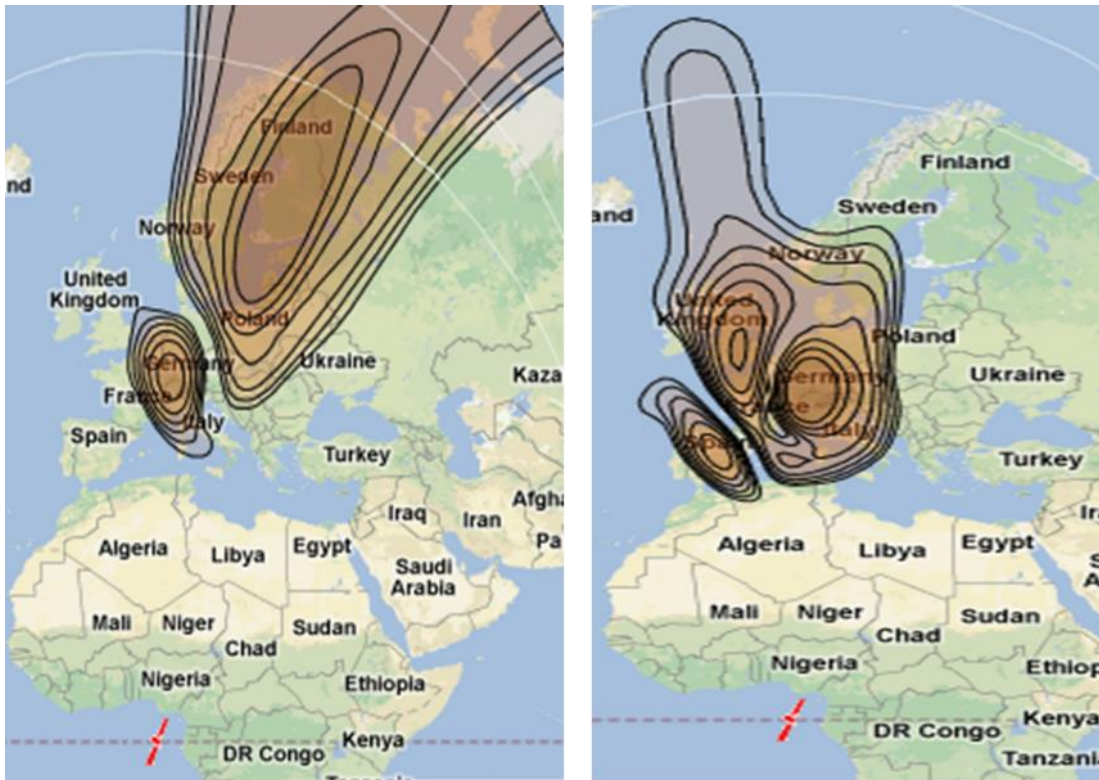 Finland
Sweden
nd
Norway
United
Kingdom
Poland
Germany
Ukraine
France
Kaza
Italy
Spain
Turkey
Iraq
Iran
Afgha
Pa
Algeria
Libya
Egypt
Saudi
Arabia
Mali
Niger
Chad
Sudan
Nigeria
Ethiopia
DR Congo
Kenya
Finland
Sweden
and
Norway
United
Kingdom
Poland
Germany
Ukraine
Italy
Spain
Turkey
Algeria
Libya
Egypt
Mali
Niger
Chad
Sudan
Nigeria
Ethiop
DR Congo
Kenya
Tanzani